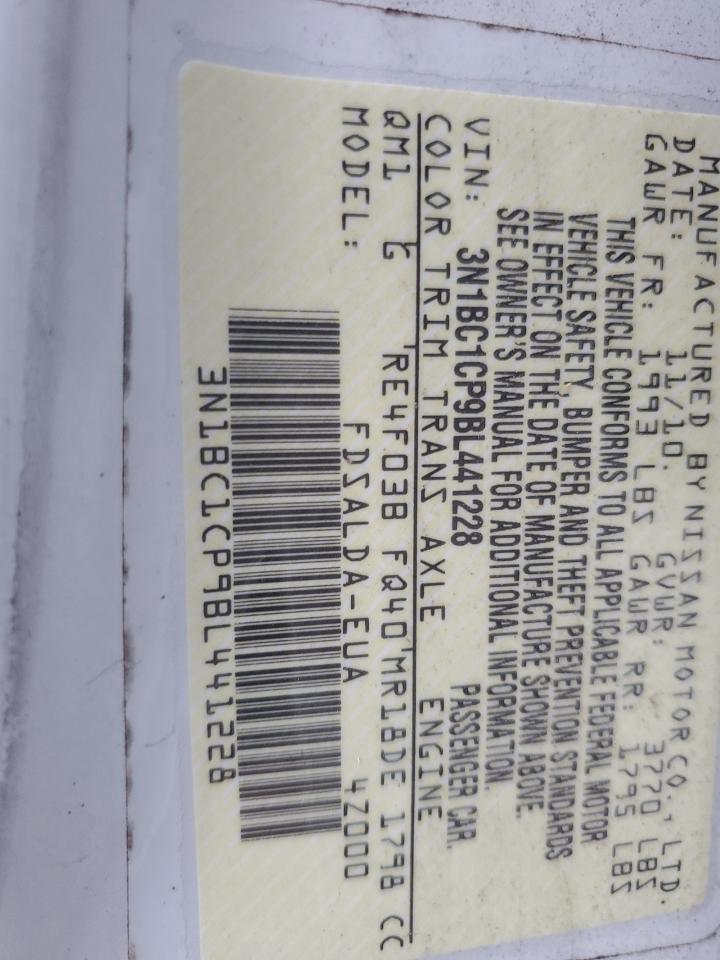 MANUFACTURED BY NISSAN MOTOR CO., LTD.
DATE: 11/10. GVWR: 3770 LBS
GAWR FR: 1993 LBS GAWR RR: 1795 LBS
THIS VEHICLE CONFORMS TO ALL APPLICABLE FEDERAL MOTOR
VEHICLE SAFETY, BUMPER AND THEFT PREVENTION STANDARDS
IN EFFECT ON THE DATE OF MANUFACTURE SHOWN ABOVE.
SEE OWNER'S MANUAL FOR ADDITIONAL INFORMATION.
VIN: 3N1BC1CP9BL441228 PASSENGER CAR.
COLOR TRIM TRANS AXLE ENGINE
QM1 RE4F03B FQ40 MR18DE 1798 CC
MODEL: FDSALDA-EUA 4Z000
3N1BC1CP9BL441228